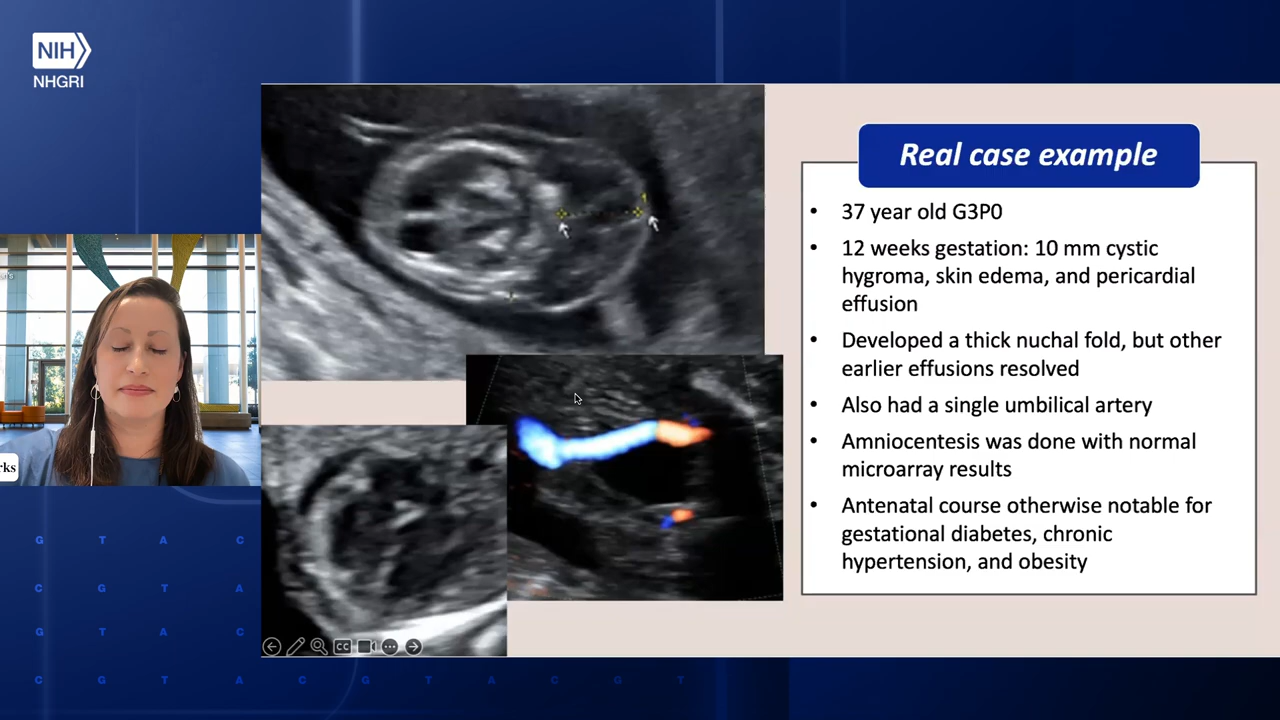 NIH
NHGRI
Real case example
• 37 year old G3P0
• 12 weeks gestation: 10 mm cystic
hygroma, skin edema, and pericardial
effusion
• Developed a thick nuchal fold, but other
earlier effusions resolved
• Also had a single umbilical artery
• Amniocentesis was done with normal
microarray results
• Antenatal course otherwise notable for
gestational diabetes, chronic
hypertension, and obesity
rks
CC
G T A C
C G T A
G T A C
C G T A C G T A C G T